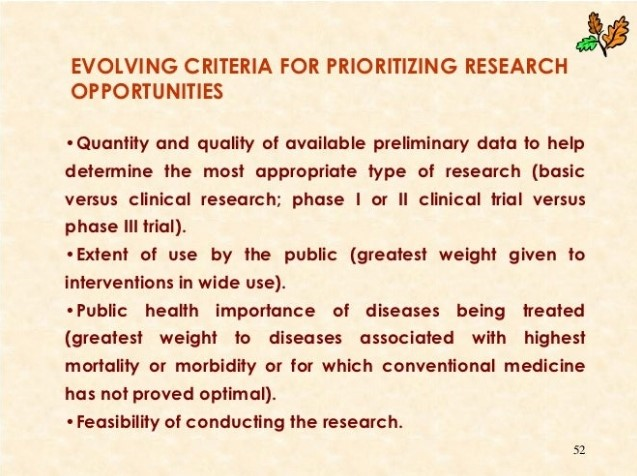 EVOLVING CRITERIA FOR PRIORITIZING RESEARCH
OPPORTUNITIES
•Quantity and quality of available preliminary data to help
determine the most appropriate type of research (basic
versus clinical research; phase I or II clinical trial versus
phase III trial).
•Extent of use by the public (greatest weight given to
interventions in wide use).
•Public health importance of diseases being treated
(greatest weight to diseases associated with highest
mortality or morbidity or for which conventional medicine
has not proved optimal).
•Feasibility of conducting the research.
52